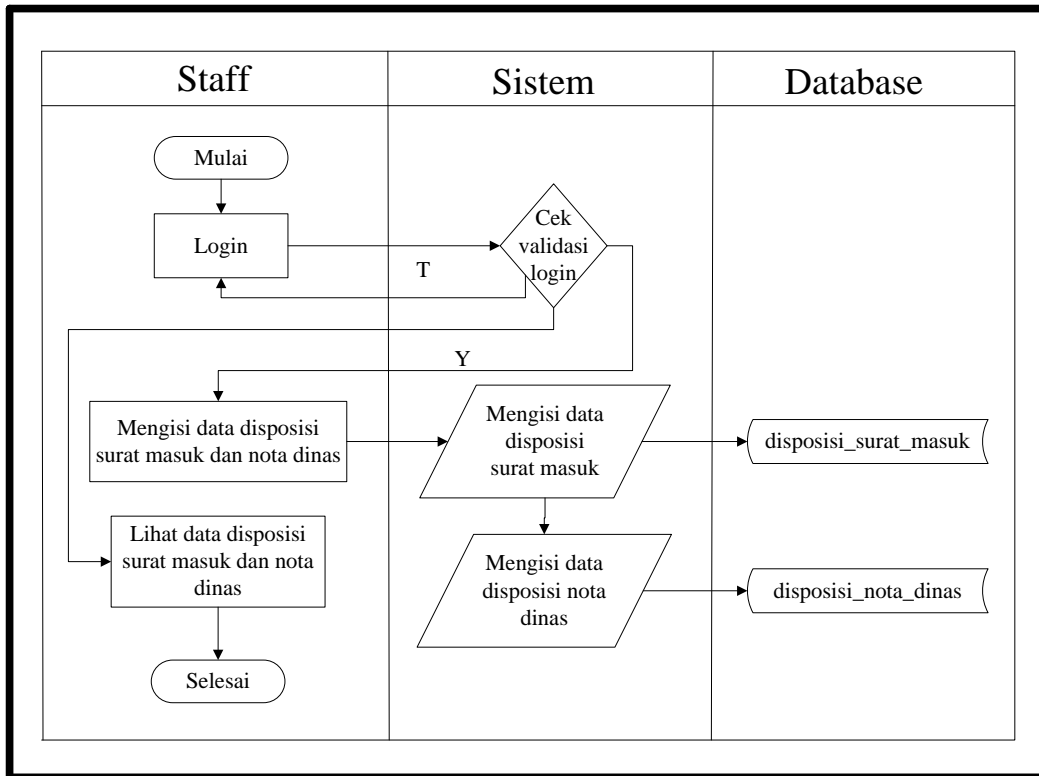 Staff
Sistem
Database
Mulai
Login
Cek
validasi
login
T
Y
Mengisi data disposisi
surat masuk dan nota dinas
Mengisi data
disposisi
surat masuk
disposisi_surat_masuk
Lihat data disposisi
surat masuk dan nota
dinas
Mengisi data
disposisi nota
dinas
disposisi_nota_dinas
Selesai